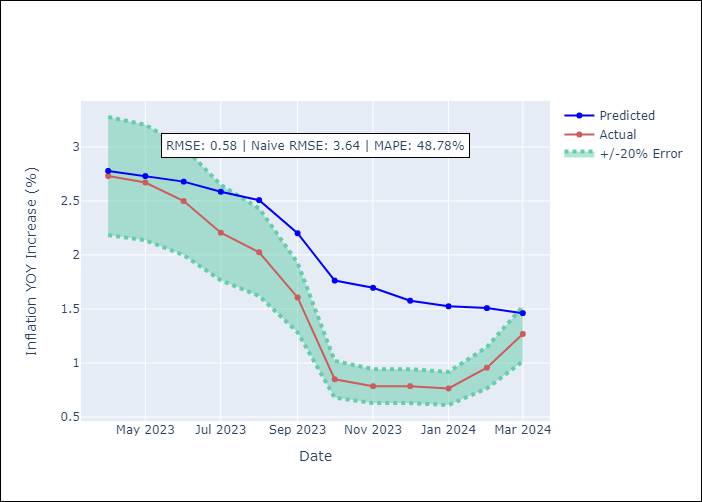 RMSE: 0.58 | Naive RMSE: 3.64 | MAPE: 48.78%
Predicted
Actual
+/-20% Error
Inflation YOY Increase (%)
3
2.5
2
1.5
1
0.5
May 2023 Jul 2023 Sep 2023 Nov 2023 Jan 2024 Mar 2024
Date